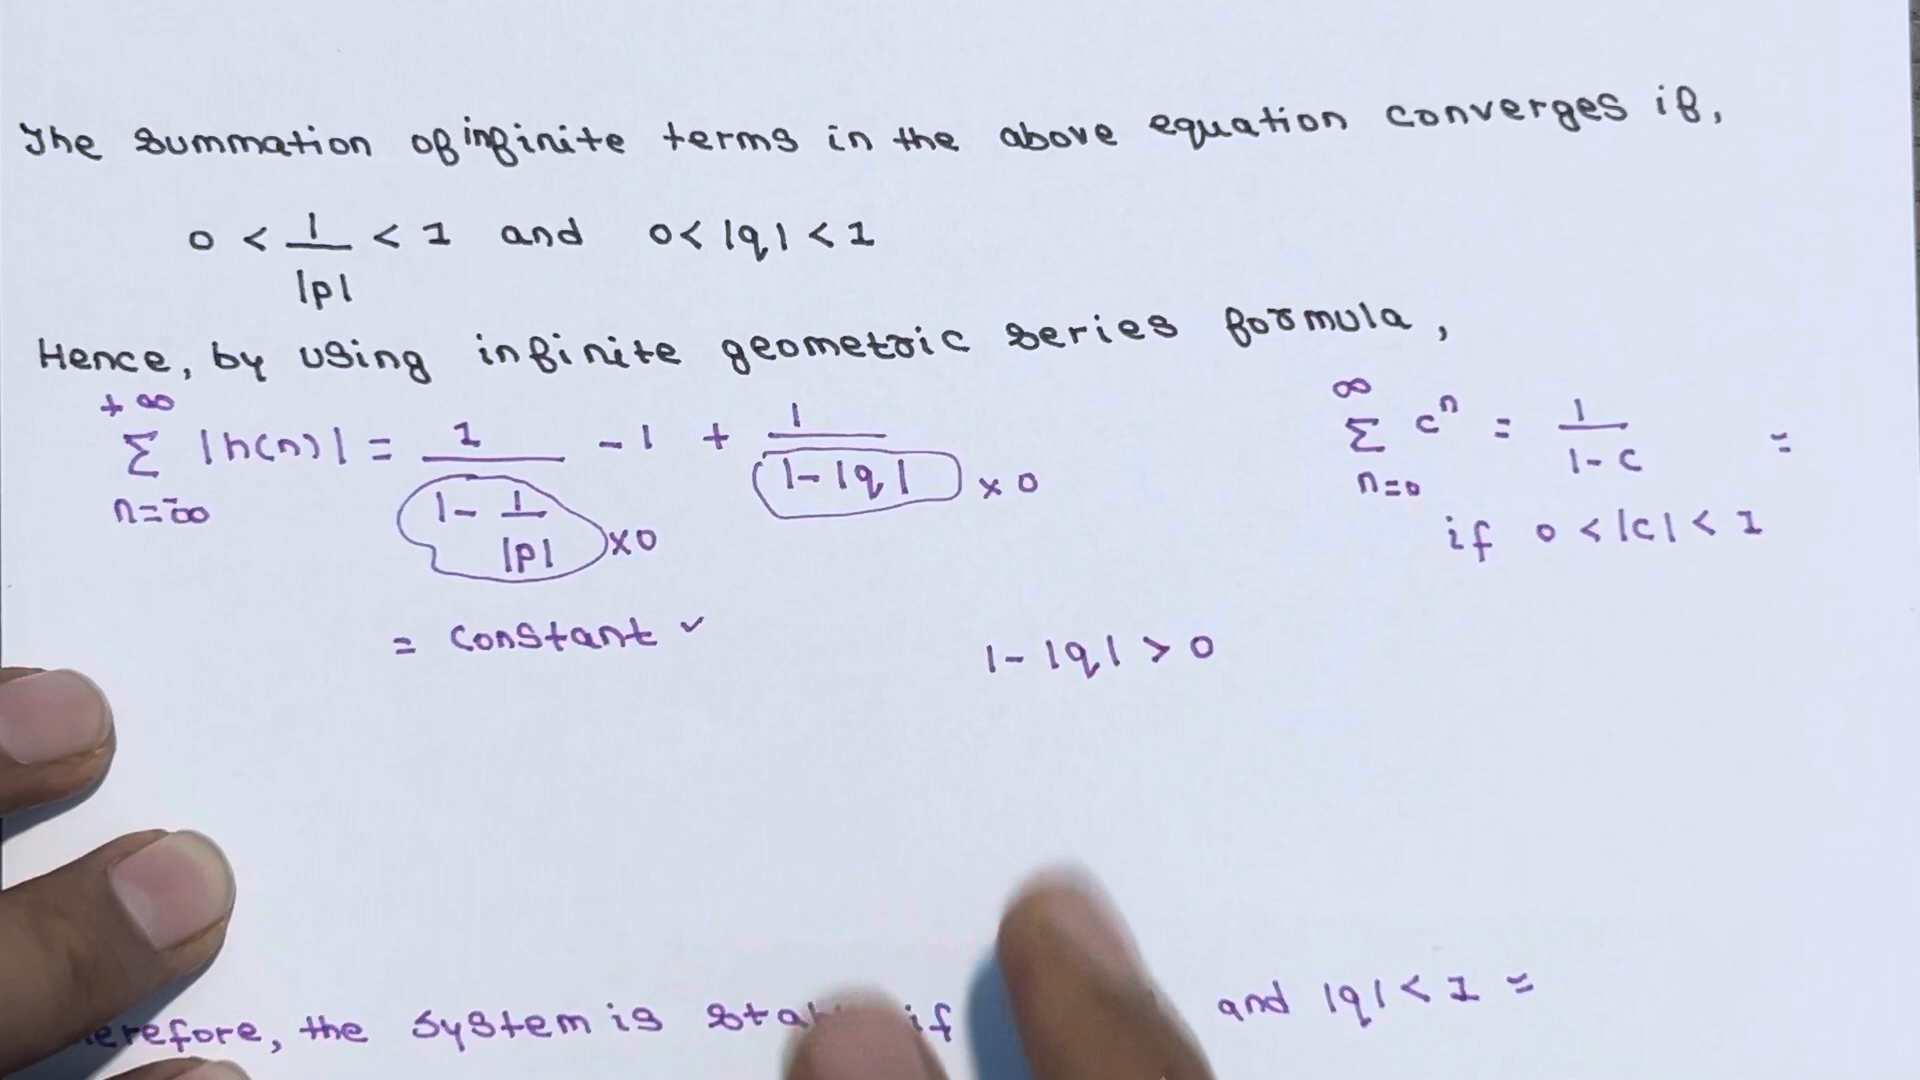 The summation of infinite terms in the above equation converges if,
0 < 1/|p| < 1 and 0 < |q| < 1
Hence, by using infinite geometric series formula,
+∞ Σ n=-∞ |h(n)| = 1/(1 - 1/|p|) - 1 + 1/(1-|q|) ×0 ×0
∞ Σ n=0 c^n = 1/(1-c) =
if 0 < |c| < 1
= constant ✓
1-|q| > 0
the system is if and |q| < 1 =